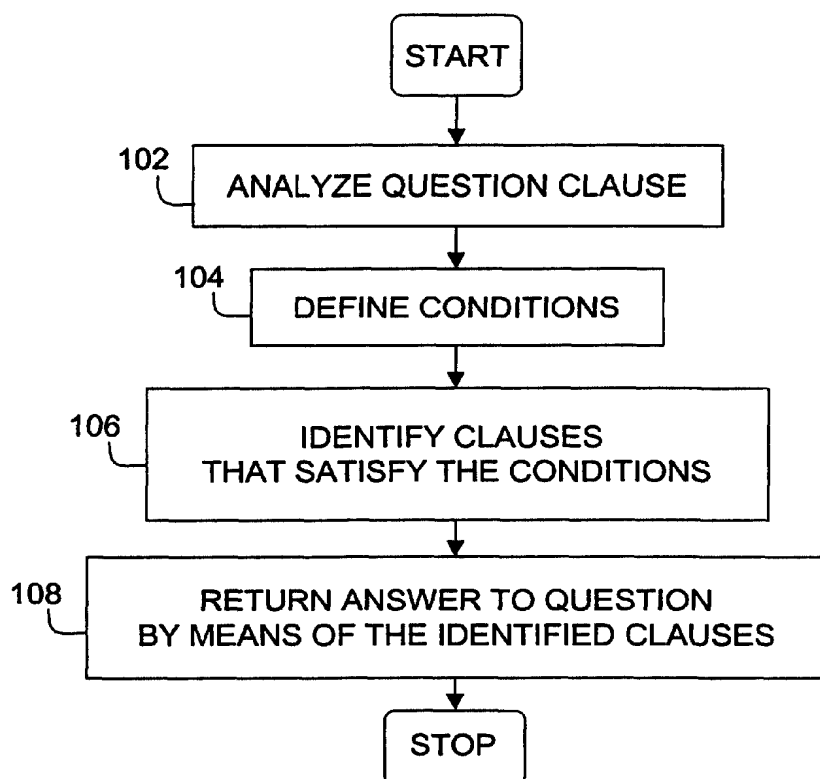 START
102
ANALYZE QUESTION CLAUSE
104
DEFINE CONDITIONS
106
IDENTIFY CLAUSES
THAT SATISFY THE CONDITIONS
108
RETURN ANSWER TO QUESTION
BY MEANS OF THE IDENTIFIED CLAUSES
STOP